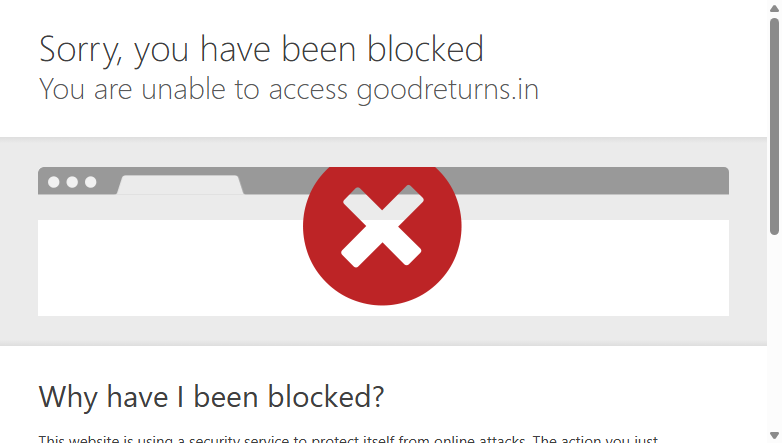 Sorry, you have been blocked
You are unable to access goodreturns.in
Why have I been blocked?
This website is using a security service to protect itself from online attacks. The action you just